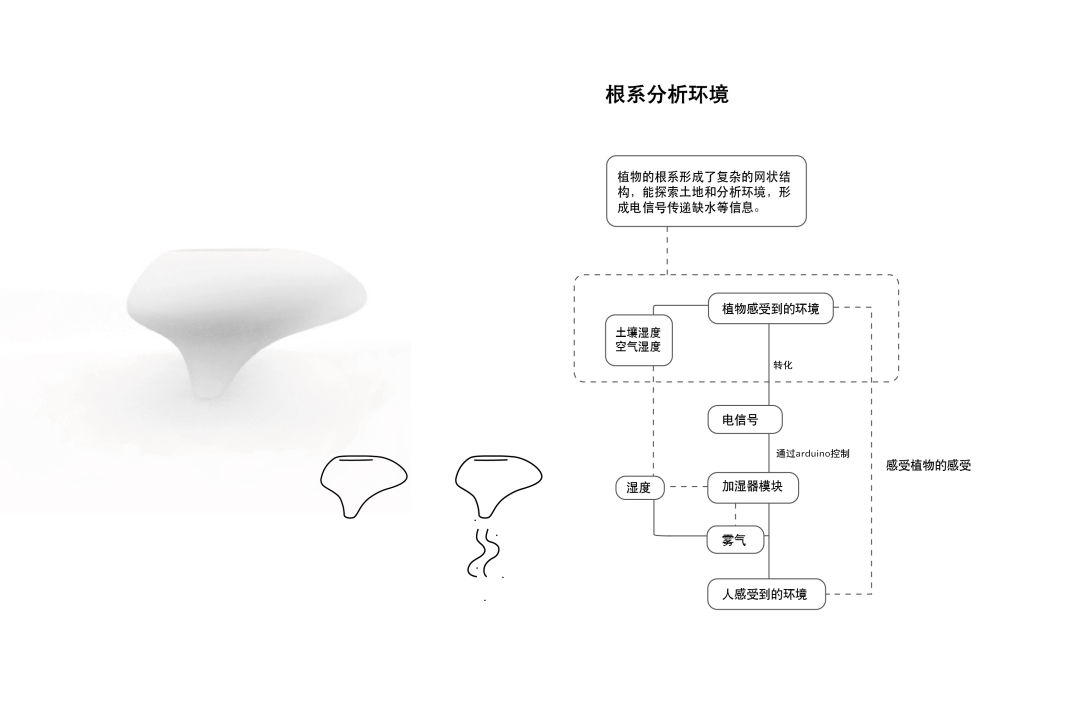 根系分析环境
植物的根系形成了复杂的网状结
构，能探索土地和分析环境，形
成电信号传递缺水等信息。
植物感受到的环境
土壤湿度
空气湿度
转化
电信号
通过arduino控制
感受植物的感受
湿度
加湿器模块
雾气
人感受到的环境